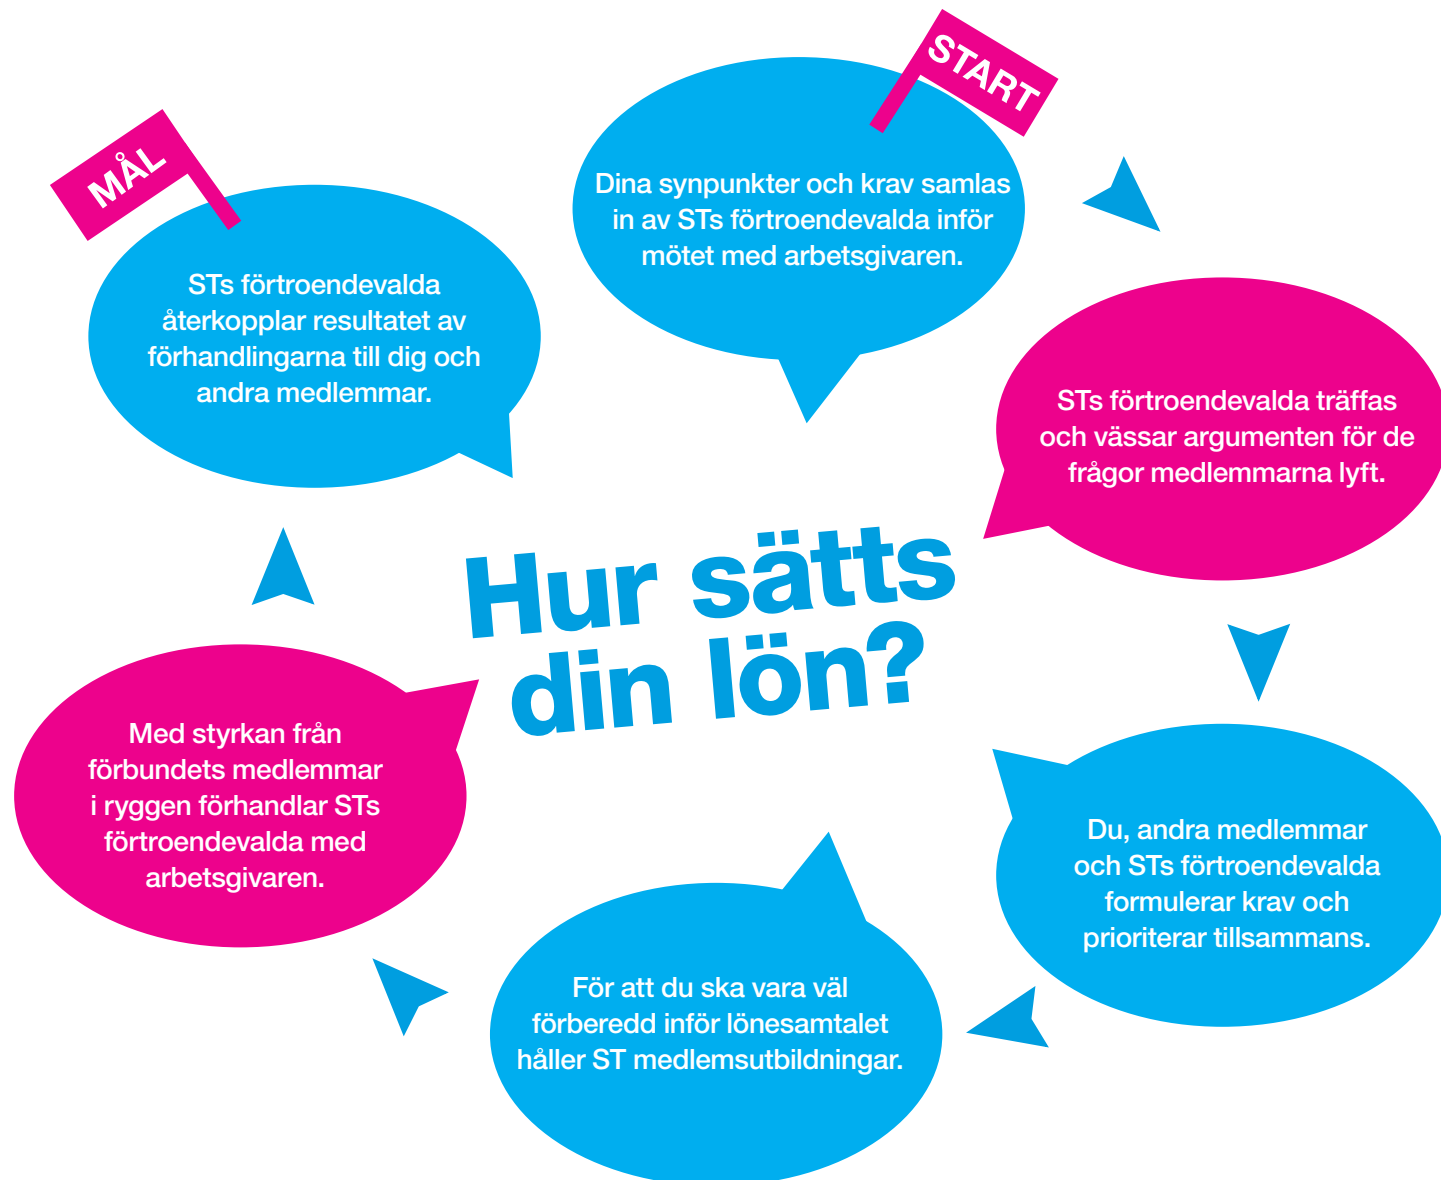 START
Dina synpunkter och krav samlas
in av STs förtroendevalda inför
mötet med arbetsgivaren.
STs förtroendevalda träffas
och vässar argumenten för de
frågor medlemmarna lyft.
Du, andra medlemmar
och STs förtroendevalda
formulerar krav och
prioriterar tillsammans.
För att du ska vara väl
förberedd inför lönesamtalet
håller ST medlemsutbildningar.
Med styrkan från
förbundets medlemmar
i ryggen förhandlar STs
förtroendevalda med
arbetsgivaren.
MÅL
STs förtroendevalda
återkopplar resultatet av
förhandlingarna till dig och
andra medlemmar.
Hur sätts
din lön?